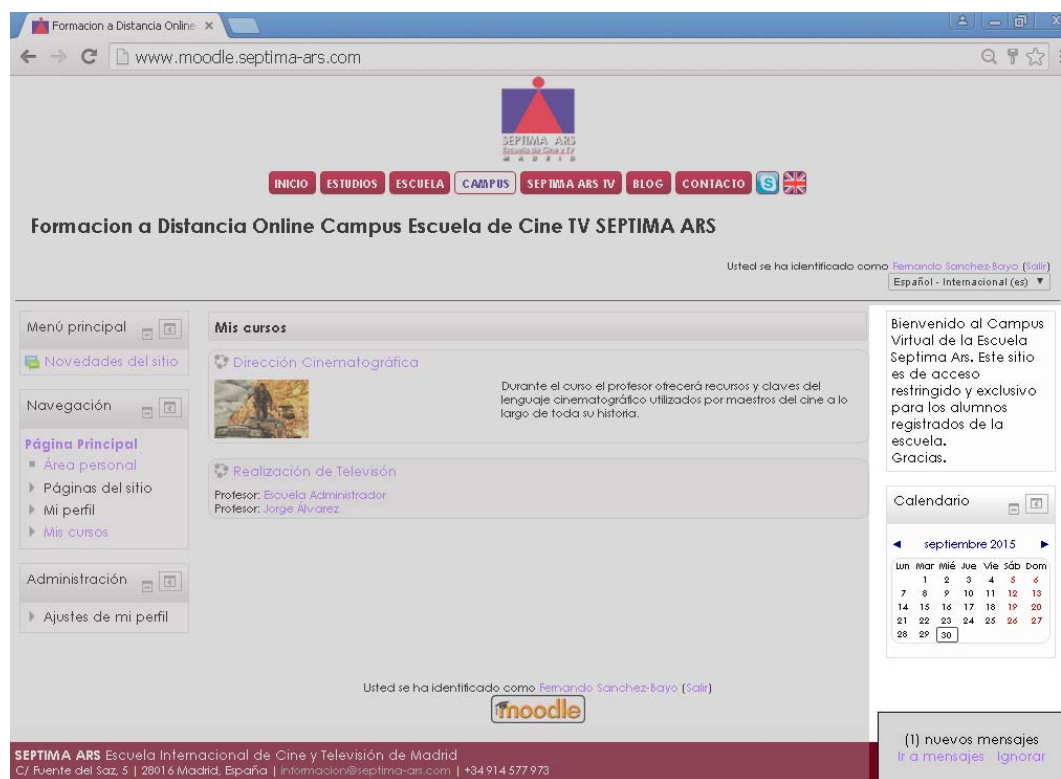 Formacion a Distancia Online
www.moodle.septima-ars.com
SEPTIMA ARS
Escuela de Cine y TV
M A D R I D
INICIO ESTUDIOS ESCUELA CAMPUS SEPTIMA ARS TV BLOG CONTACTO
Formacion a Distancia Online Campus Escuela de Cine TV SEPTIMA ARS
Usted se ha identificado como Fernando Sanchez-Bayo (Salir)
Español - Internacional (es)
Menú principal
Novedades del sitio
Navegación
Página Principal
Área personal
Páginas del sitio
Mi perfil
Mis cursos
Administración
Ajustes de mi perfil
Mis cursos
Dirección Cinematográfica
Durante el curso el profesor ofrecerá recursos y claves del
lenguaje cinematográfico utilizados por maestros del cine a lo
largo de toda su historia.
Realización de Televisón
Profesor: Escuela Administrador
Profesor: Jorge Álvarez
Bienvenido al Campus
Virtual de la Escuela
Septima Ars. Este sitio
es de acceso
restringido y exclusivo
para los alumnos
registrados de la
escuela.
Gracias.
Calendario
septiembre 2015
Lun Mar Mié Jue Vie Sáb Dom
1 2 3 4 5 6
7 8 9 10 11 12 13
14 15 16 17 18 19 20
21 22 23 24 25 26 27
28 29 30
Usted se ha identificado como Fernando Sanchez-Bayo (Salir)
moodle
(1) nuevos mensajes
Ir a mensajes Ignorar
SEPTIMA ARS Escuela Internacional de Cine y Televisión de Madrid
C/ Fuente del Saz, 5 | 28016 Madrid, España | informacion@septima-ars.com | +34 914 577 973